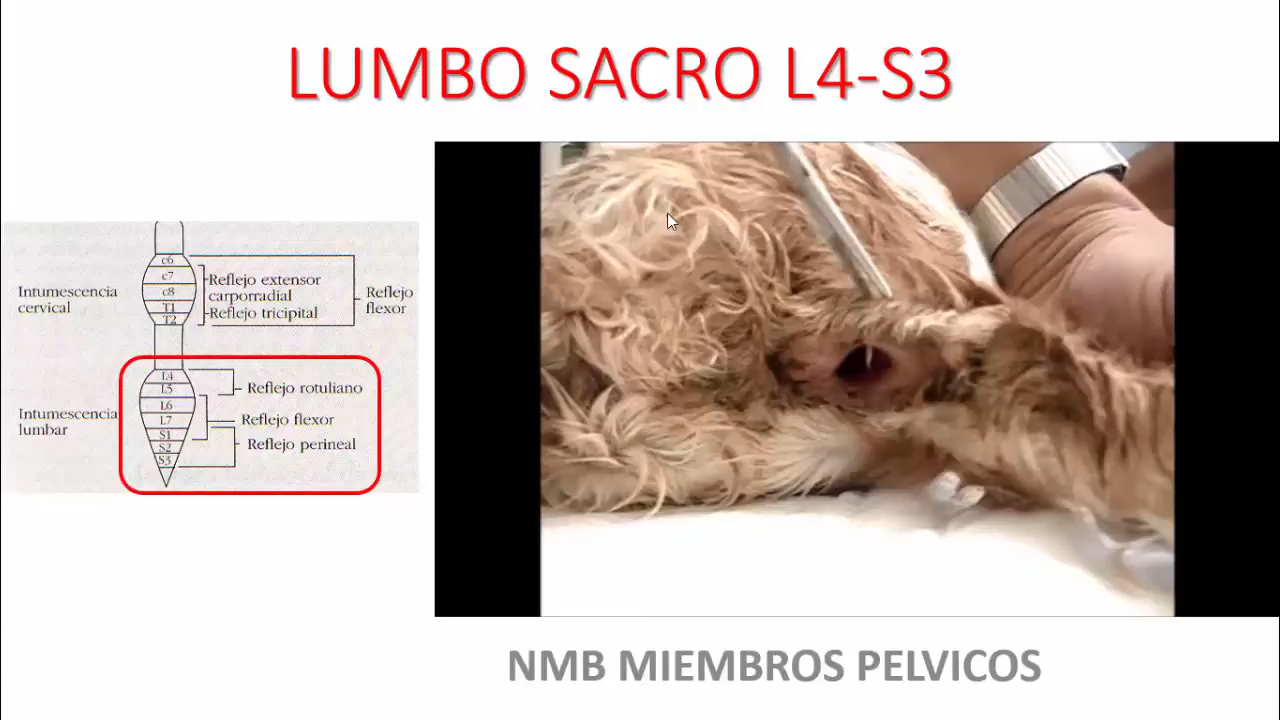 LUMBO SACRO L4-S3
c6
c7
c8
T1
T2
Intumescencia
cervical
Reflejo extensor
carporradial
Reflejo tricipital
Reflejo
flexor
L4
L5
L6
L7
S1
S2
S3
Intumescencia
lumbar
Reflejo rotuliano
Reflejo flexor
Reflejo perineal
NMB MIEMBROS PELVICOS